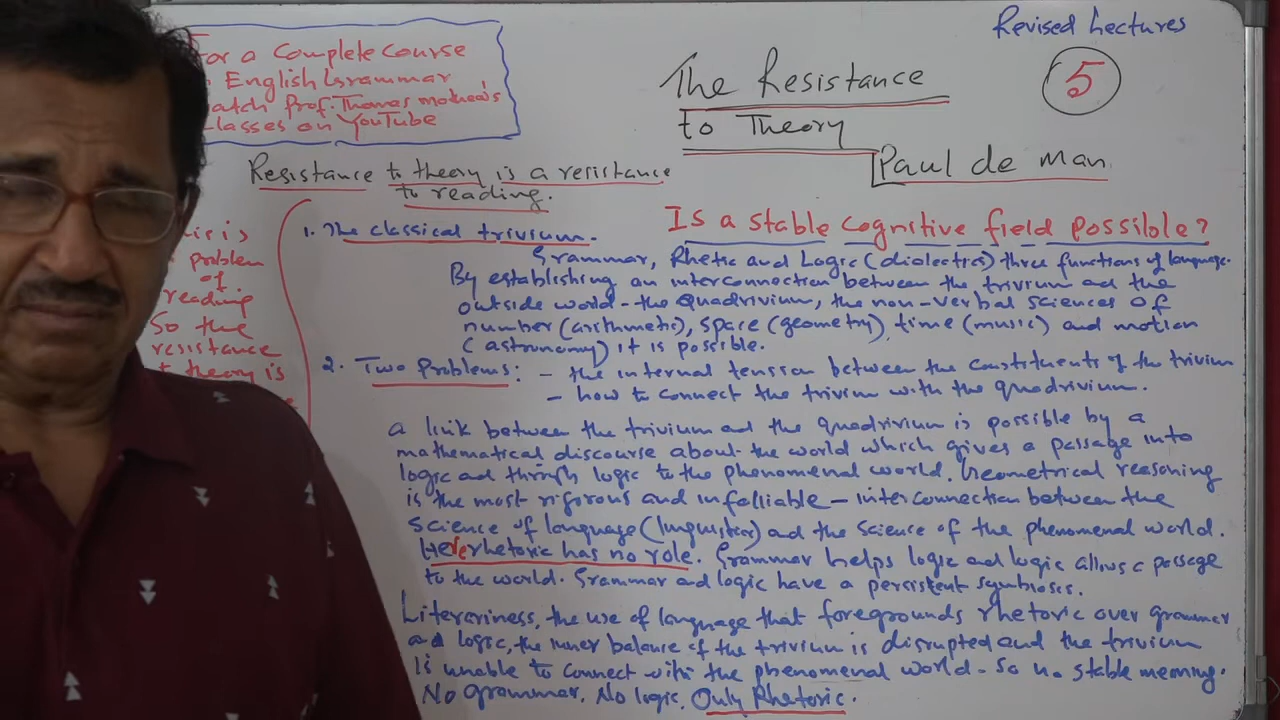 Revised Lectures
5
For a Complete Course
English Grammar
Prof. Thomas Mathew's
Classes on YouTube
The Resistance
to Theory
Paul de man
Resistance to theory is a resistance
to reading.
is
problem
of
reading
So the
resistance
theory is
Is a stable cognitive field possible?
1. The classical trivium.
Grammar, Rhetic and Logic (dialectics) three functions of language.
By establishing an interconnection between the trivium and the
outside world - the Quadrivium, the non-verbal sciences of
number (arithmetic), space (geometry), time (music) and motion
(astronomy) it is possible.
2. Two Problems: - the internal tension between the constituents of the trivium
- how to connect the trivium with the quadrivium.
a link between the trivium and the quadrivium is possible by a
mathematical discourse about the world which gives a passage into
logic and through logic to the phenomenal world. Geometrical reasoning
is the most rigorous and infalliable - interconnection between the
science of language (linguistics) and the science of the phenomenal world.
Here rhetoric has no role. Grammar helps logic and logic allows a passage
to the world. Grammar and logic have a persistent symbiosis.
Literariness, the use of language that foregrounds rhetoric over grammar
and logic, the inner balance of the trivium is disrupted and the trivium
is unable to connect with the phenomenal world - so no stable meaning.
No grammar, No logic, Only Rhetoric.